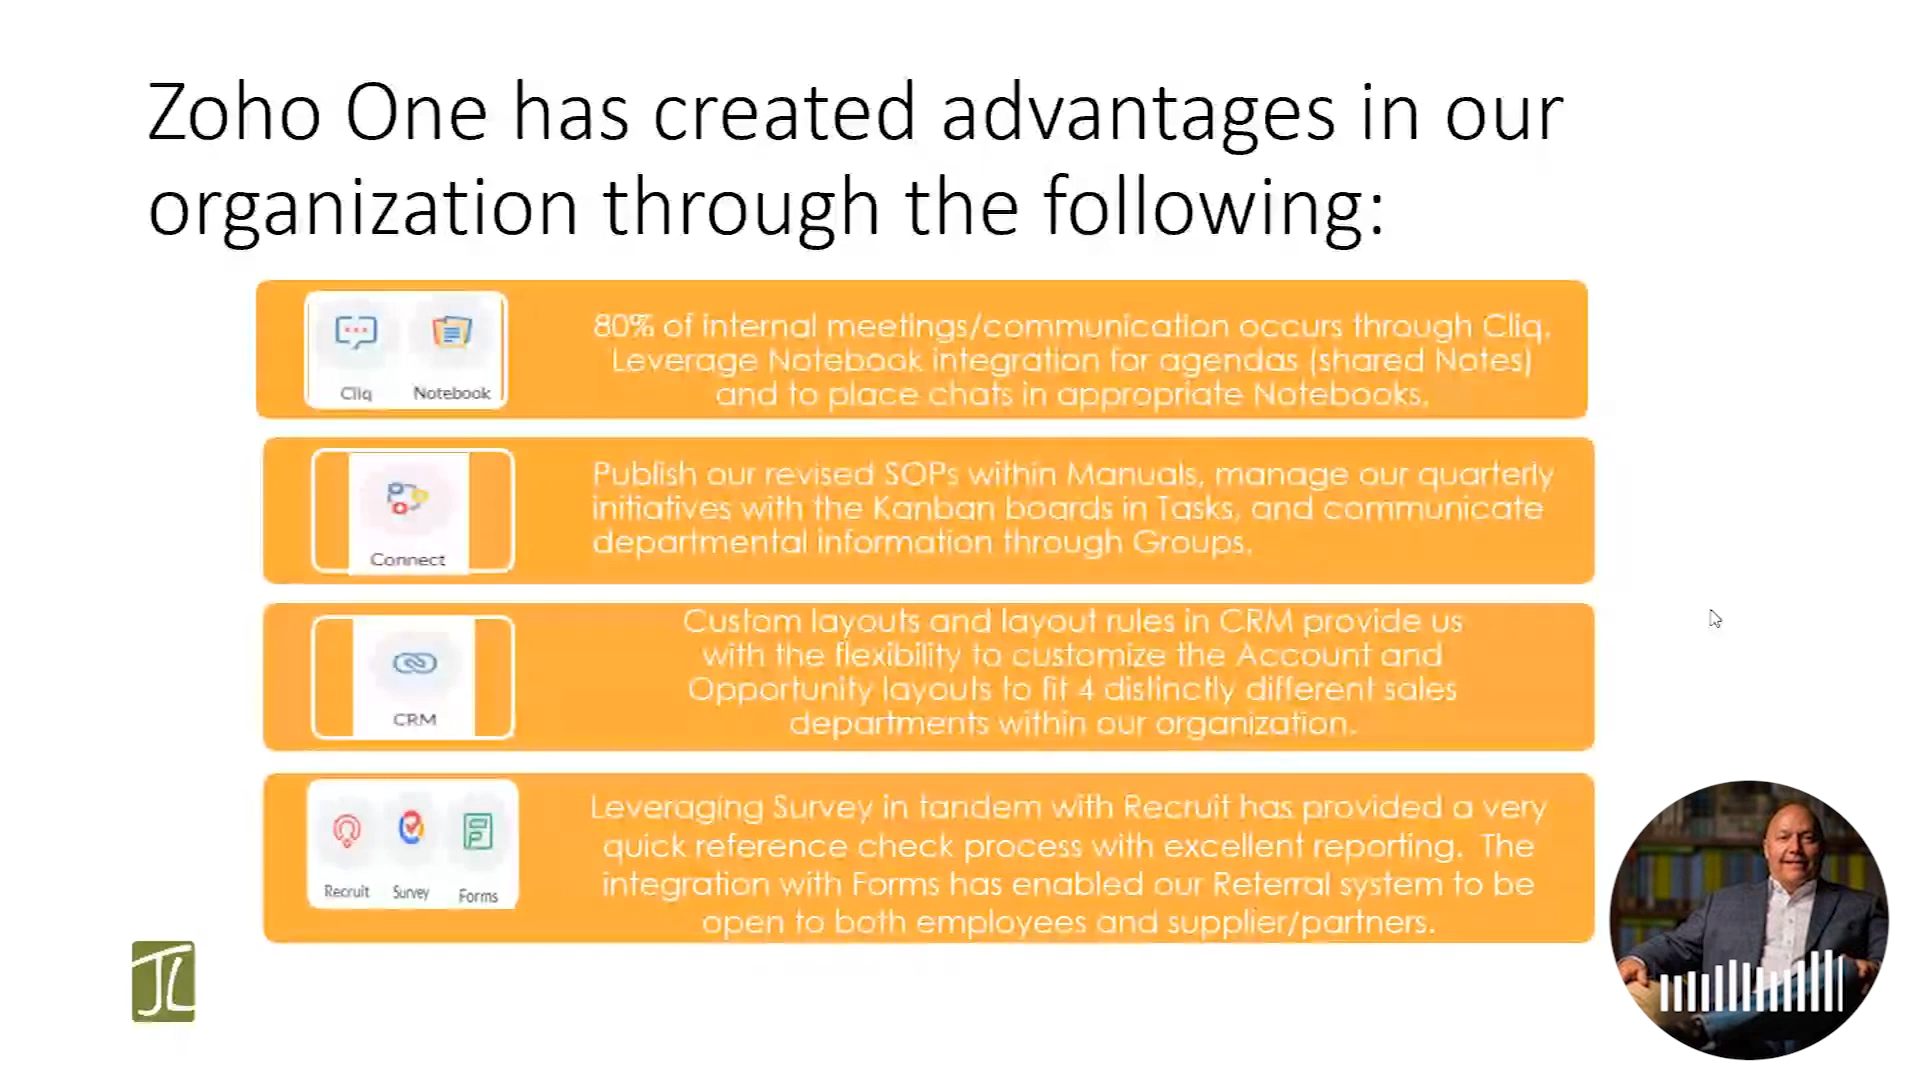 Zoho One has created advantages in our
organization through the following:
Cliq
Notebook
80% of internal meetings/communication occurs through Cliq.
Leverage Notebook integration for agendas (shared Notes)
and to place chats in appropriate Notebooks.
Connect
Publish our revised SOPs within Manuals, manage our quarterly
initiatives with the Kanban boards in Tasks, and communicate
departmental information through Groups.
CRM
Custom layouts and layout rules in CRM provide us
with the flexibility to customize the Account and
Opportunity layouts to fit 4 distinctly different sales
departments within our organization.
Recruit
Survey
Forms
Leveraging Survey in tandem with Recruit has provided a very
quick reference check process with excellent reporting.  The
integration with Forms has enabled our Referral system to be
open to both employees and supplier/partners.
JL